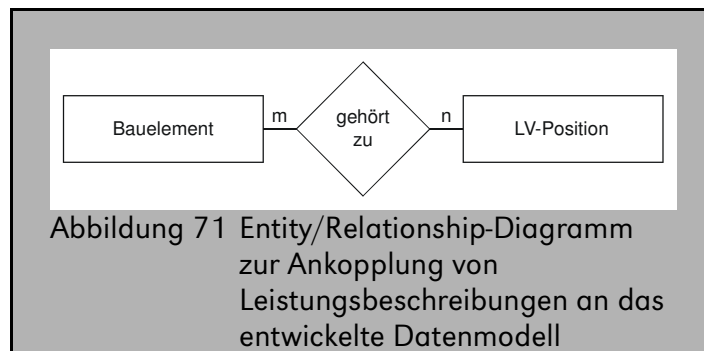 Bauelement m gehört zu n LV-Position
Abbildung 71 Entity/Relationship-Diagramm
zur Ankopplung von
Leistungsbeschreibungen an das
entwickelte Datenmodell